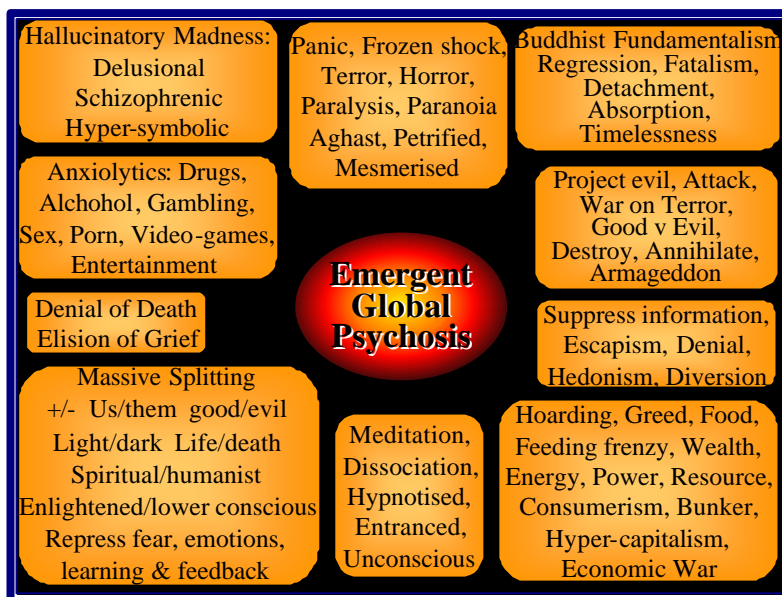 Hallucinatory Madness:
Delusional
Schizophrenic
Hyper-symbolic
Panic, Frozen shock,
Terror, Horror,
Paralysis, Paranoia
Aghast, Petrified,
Mesmerised
Buddhist Fundamentalism
Regression, Fatalism,
Detachment,
Absorption,
Timelessness
Anxiolytics: Drugs,
Alchohol, Gambling,
Sex, Porn, Video-games,
Entertainment
Project evil, Attack,
War on Terror,
Good v Evil,
Destroy, Annihilate,
Armageddon
Emergent
Global
Psychosis
Denial of Death
Elision of Grief
Suppress information,
Escapism, Denial,
Hedonism, Diversion
Massive Splitting
+/- Us/them good/evil
Light/dark Life/death
Spiritual/humanist
Enlightened/lower conscious
Repress fear, emotions,
learning & feedback
Meditation,
Dissociation,
Hypnotised,
Entranced,
Unconscious
Hoarding, Greed, Food,
Feeding frenzy, Wealth,
Energy, Power, Resource,
Consumerism, Bunker,
Hyper-capitalism,
Economic War